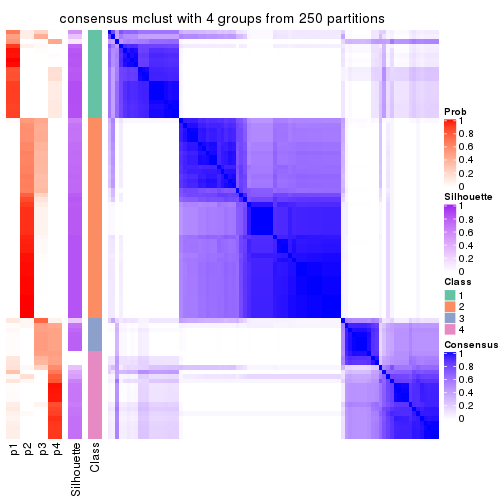 consensus mclust with 4 groups from 250 partitions
Prob
1
0.8
0.6
0.4
0.2
0
Silhouette
1
0.8
0.6
0.4
0.2
0
Class
1
2
3
4
Consensus
1
0.8
0.6
0.4
0.2
0
p1
p2
p3
p4
Silhouette
Class